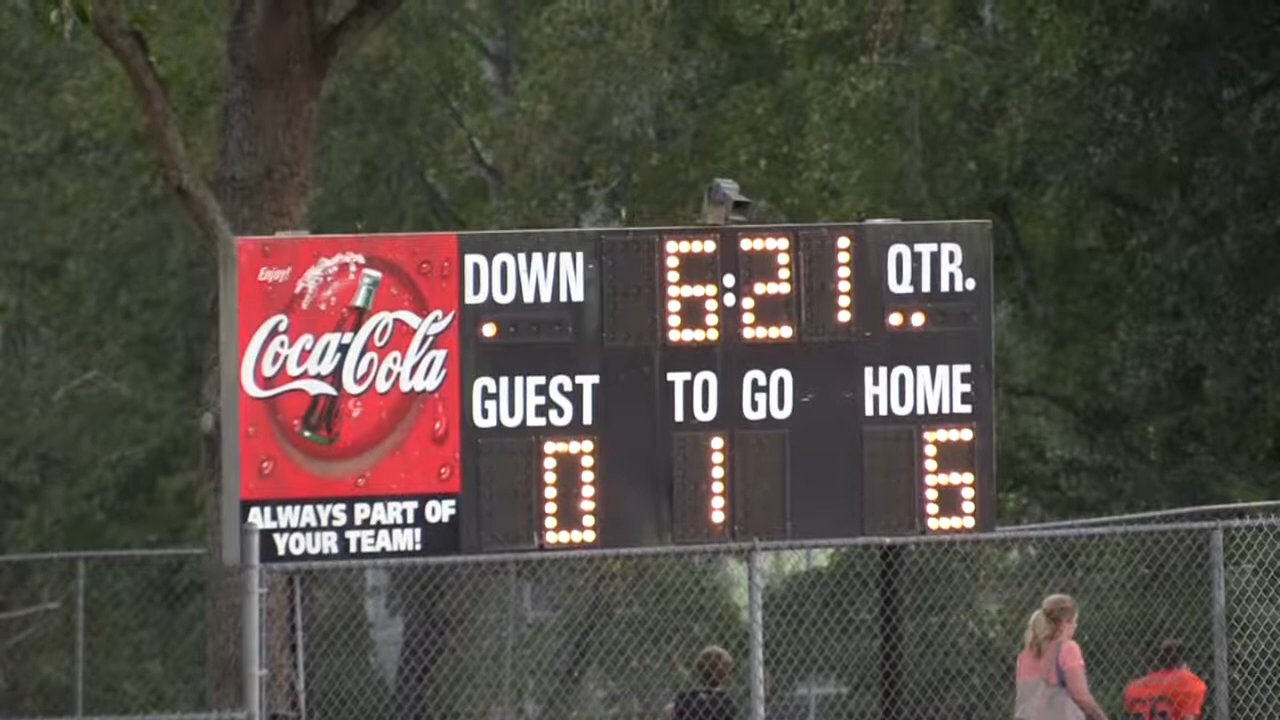 Enjoy!
Coca-Cola
ALWAYS PART OF
YOUR TEAM!
DOWN 6:21 QTR.
GUEST TO GO HOME
0 1 6